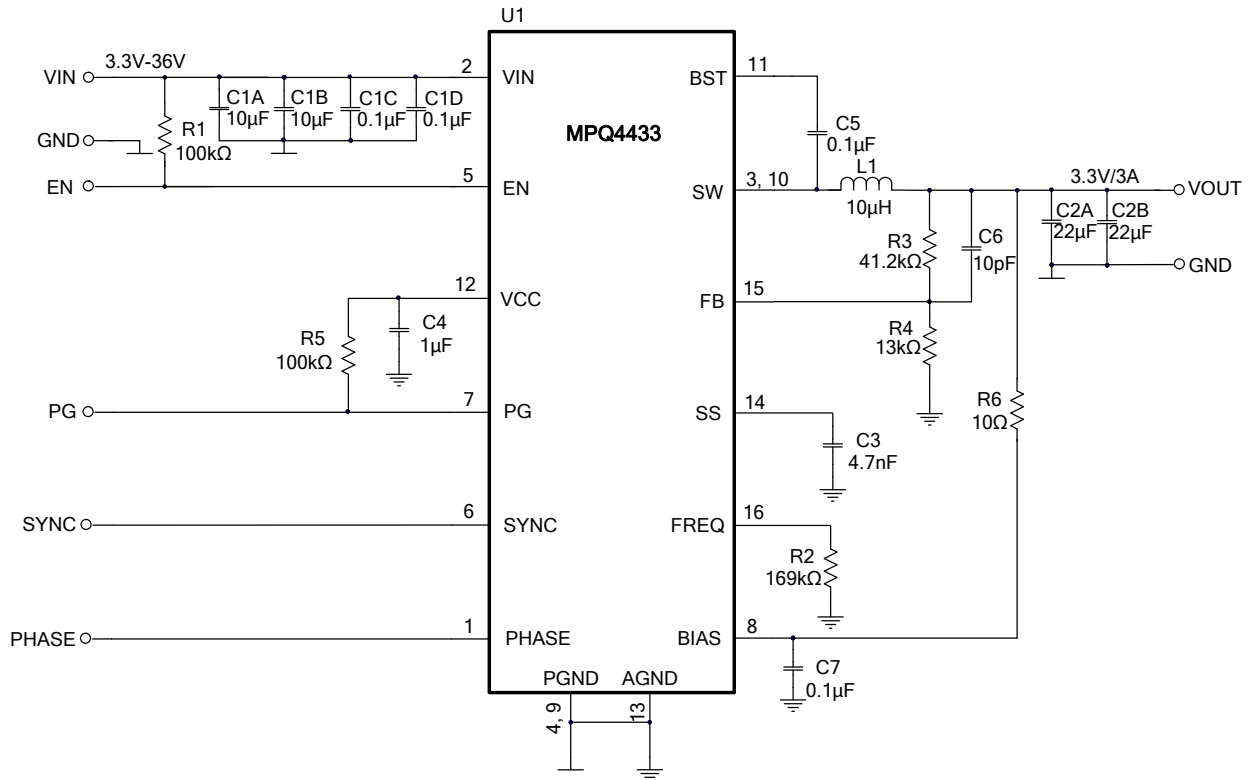 U1
MPQ4433
VIN
3.3V-36V
2
VIN
C1A
10µF
C1B
10µF
C1C
0.1µF
C1D
0.1µF
GND
R1
100kΩ
EN
5
EN
12
VCC
C4
1µF
R5
100kΩ
PG
7
PG
SYNC
6
SYNC
PHASE
1
PHASE
PGND
AGND
4, 9
13
BST
11
C5
0.1µF
SW
3, 10
L1
10µH
3.3V/3A
VOUT
C2A
22µF
C2B
22µF
GND
R3
41.2kΩ
C6
10pF
FB
15
R4
13kΩ
R6
10Ω
SS
14
C3
4.7nF
FREQ
16
R2
169kΩ
BIAS
8
C7
0.1µF